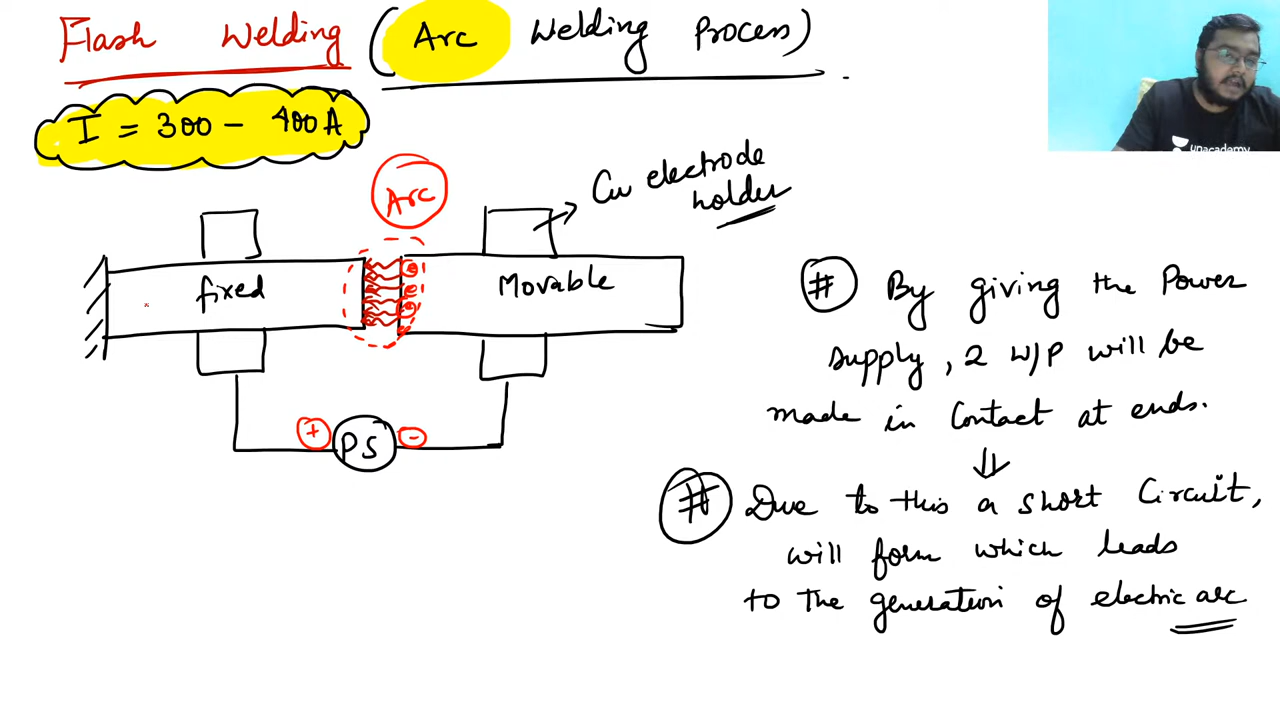 Flash Welding (Arc Welding Process)
I = 300 - 400A
Arc
Cu electrode
holder
fixed
Movable
+
PS
-
# By giving the Power
supply, 2 W/P will be
made in Contact at ends.
⇓
# Due to this a short Circuit,
will form which leads
to the generation of electric arc
unacademy